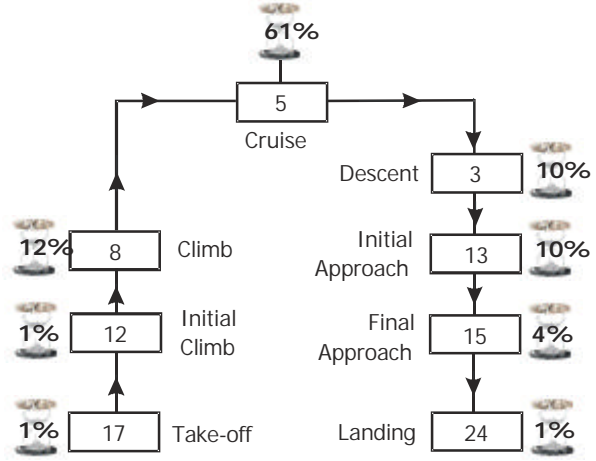 61%
5
Cruise
Descent
3
10%
12%
8
Climb
Initial
Approach
13
10%
1%
12
Initial
Climb
Final
Approach
15
4%
1%
17
Take-off
Landing
24
1%